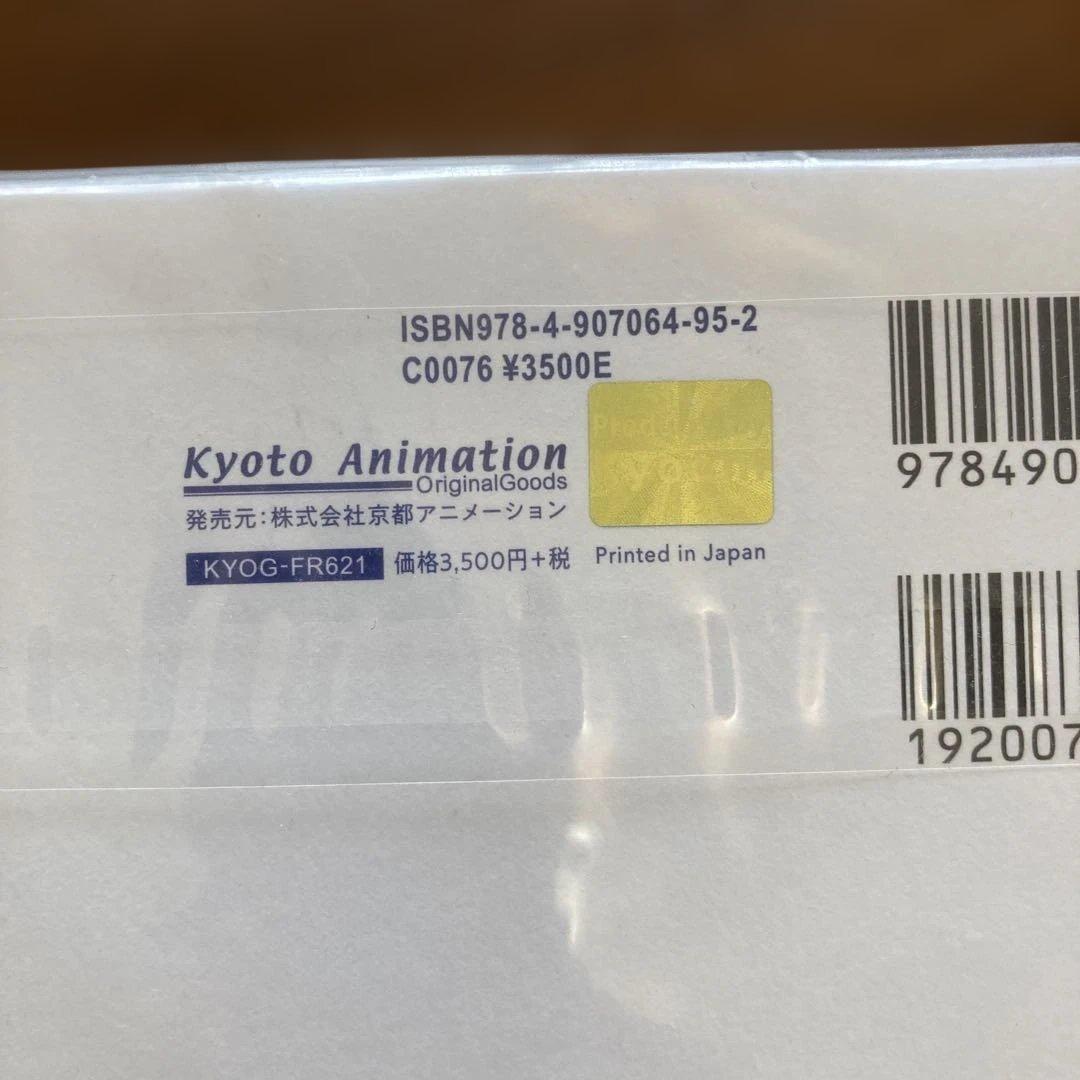 ISBN978-4-907064-95-2
C0076 ¥3500E
Kyoto Animation
OriginalGoods
発売元:株式会社京都アニメーション
KYOG-FR621 価格3,500円+税
Printed in Japan
978490
192007